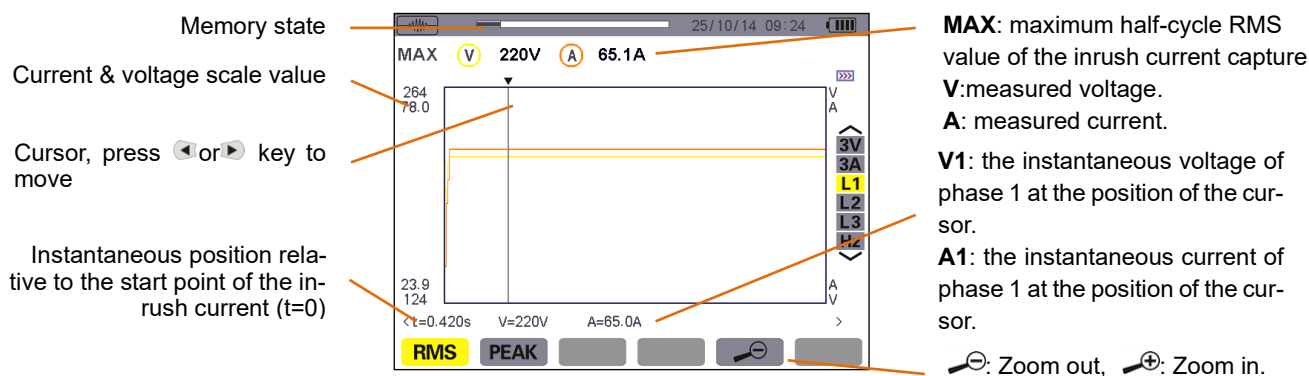 Memory state
Current & voltage scale value
Cursor, press or key to
move
Instantaneous position rela-
tive to the start point of the in-
rush current (t=0)
25/10/14 09:24
MAX V 220V A 65.1A
>>>
264 V
78.0 A
3V
3A
L1
L2
L3
Hz
23.9 A
124 V
<t=0.420s V=220V A=65.0A >
RMS PEAK
MAX: maximum half-cycle RMS
value of the inrush current capture
V:measured voltage.
A: measured current.
V1: the instantaneous voltage of
phase 1 at the position of the cur-
sor.
A1: the instantaneous current of
phase 1 at the position of the cur-
sor.
: Zoom out, : Zoom in.